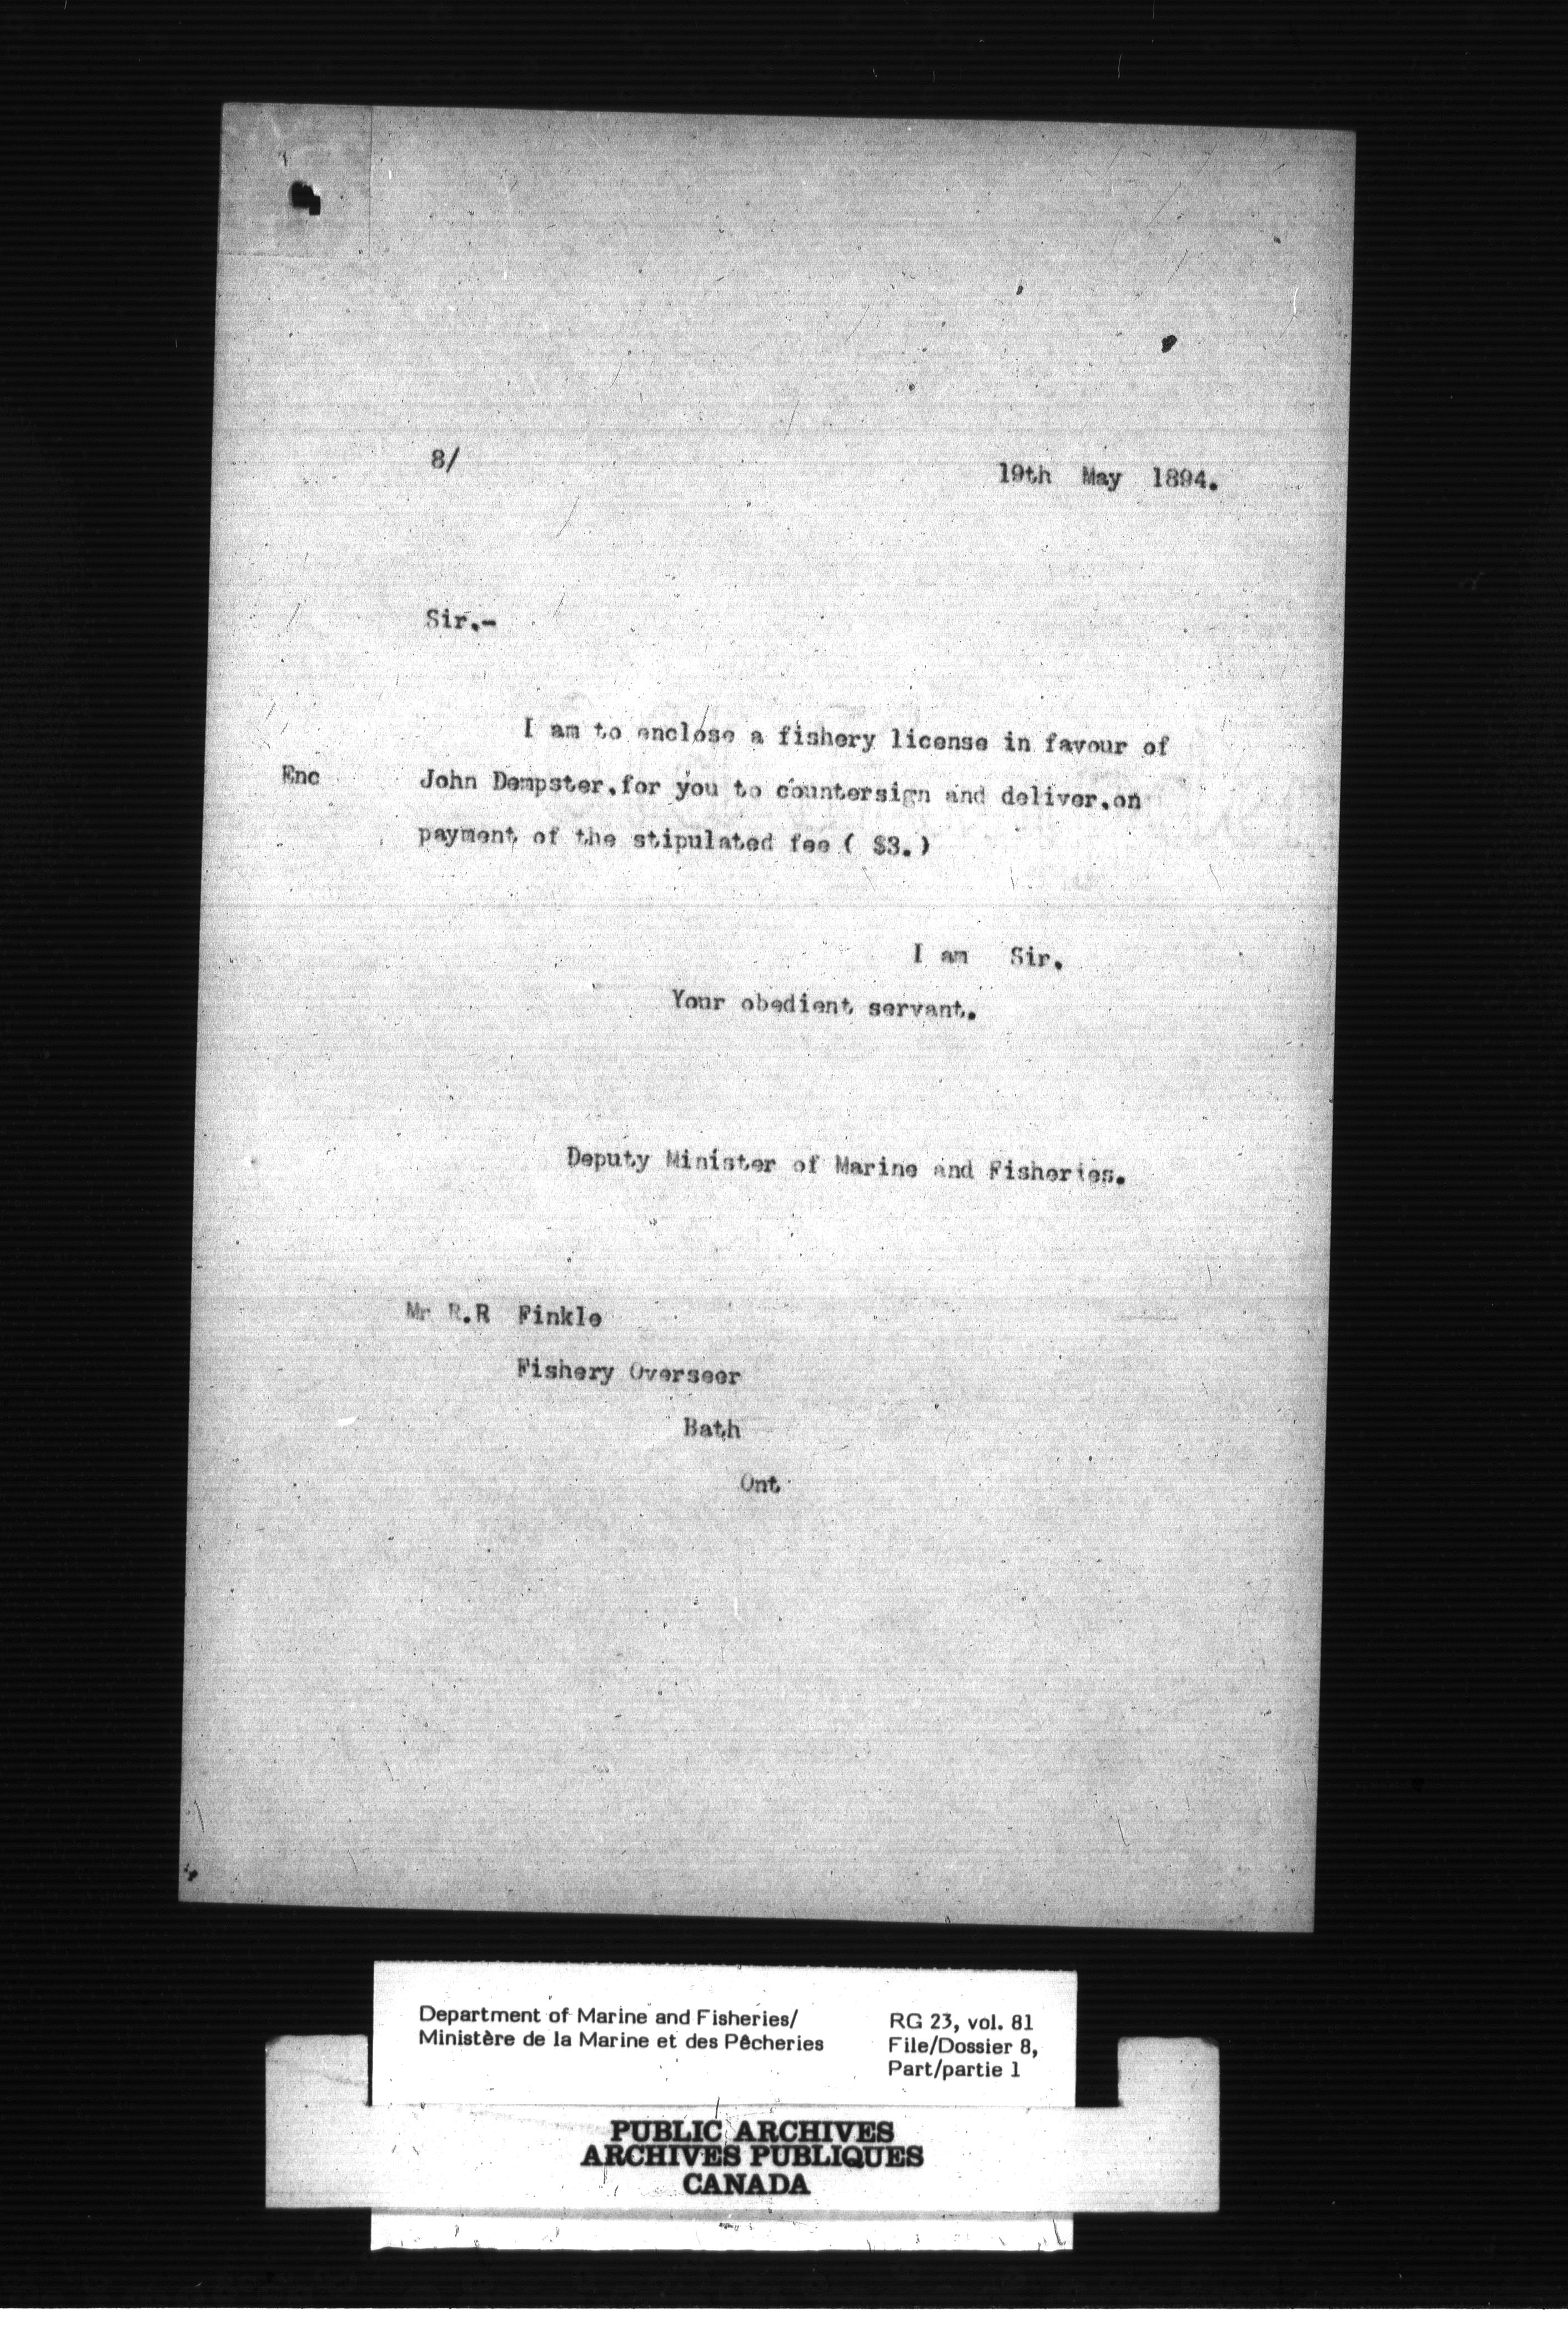 8/
19th May 1894.
Sir.-
I am to enclose a fishery license in favour of
Enc
John Dempster.for you to countersign and deliver.on
payment of the stipulated fee ( $3.)
I am Sir.
Your obedient servant.
Deputy Minister of Marine and Fisheries.
Mr R.R Finkle
Fishery Overseer
Bath
Ont
Department of Marine and Fisheries/
Ministère de la Marine et des Pêcheries
RG 23, vol. 81
File/Dossier 8,
Part/partie 1
PUBLIC ARCHIVES
ARCHIVES PUBLIQUES
CANADA